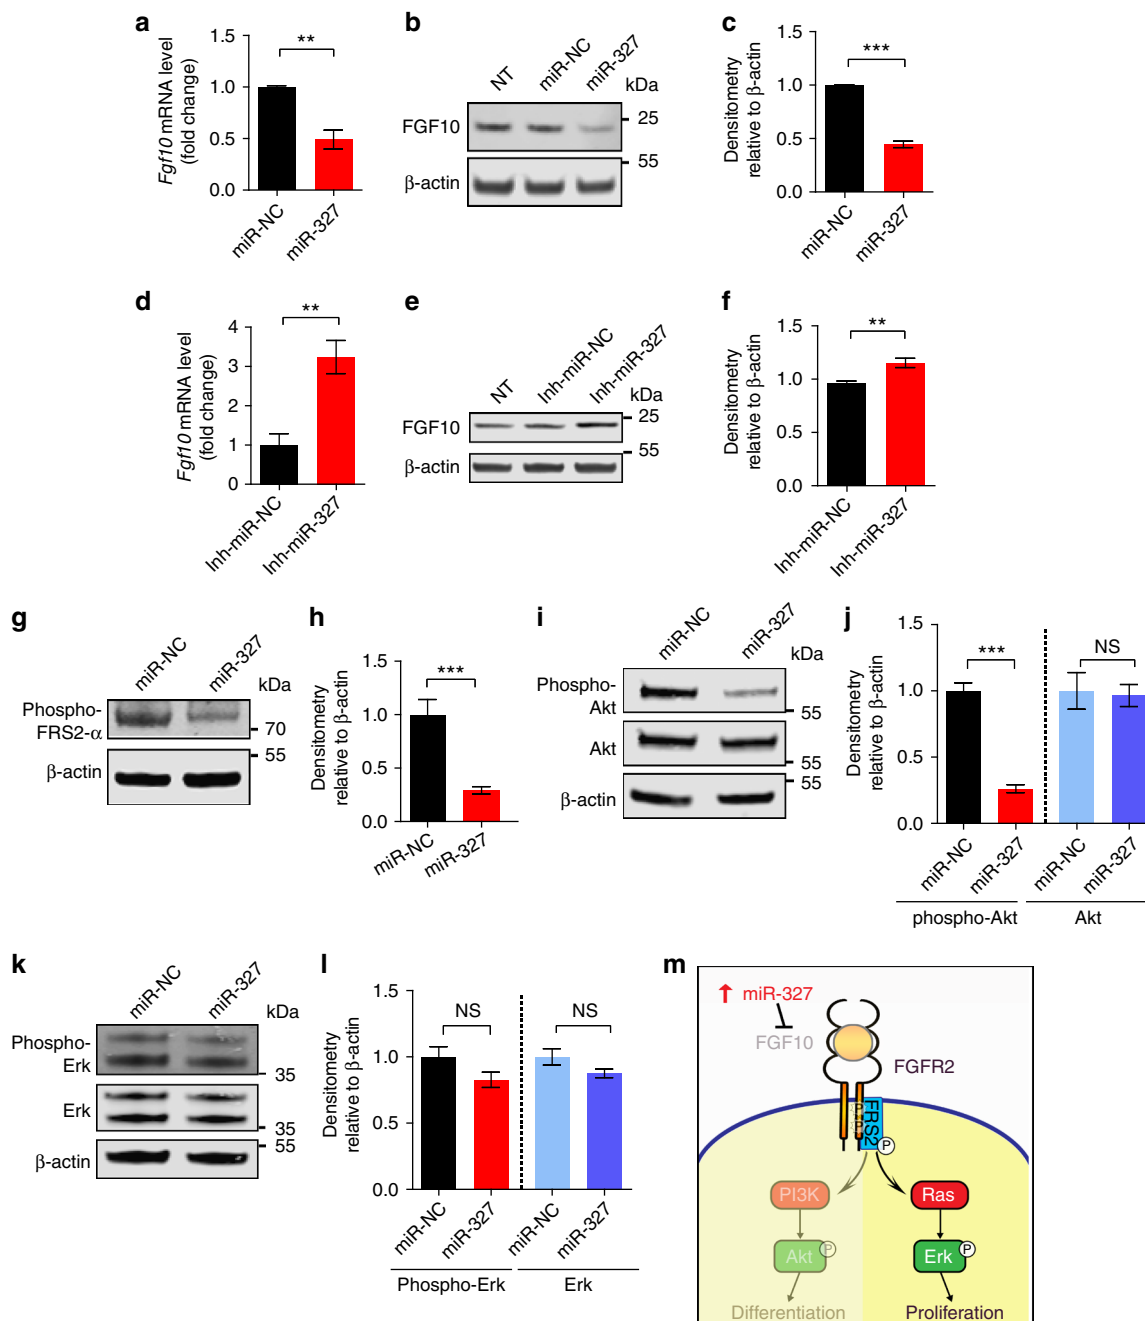 a
Fgf10 mRNA level
(fold change)
1.5
1.0
0.5
0.0
**
miR-NC
miR-327
b
NT
miR-NC
miR-327
kDa
FGF10
25
55
β-actin
c
Densitometry
relative to β-actin
1.5
1.0
0.5
0.0
***
miR-NC
miR-327
d
Fgf10 mRNA level
(fold change)
4
3
2
1
0
**
Inh-miR-NC
Inh-miR-327
e
NT
Inh-miR-NC
Inh-miR-327
kDa
FGF10
25
55
β-actin
f
Densitometry
relative to β-actin
1.5
1.0
0.5
0.0
**
Inh-miR-NC
Inh-miR-327
g
miR-NC
miR-327
kDa
Phospho-
FRS2-α
70
55
β-actin
h
Densitometry
relative to β-actin
1.5
1.0
0.5
0.0
***
miR-NC
miR-327
i
miR-NC
miR-327
kDa
Phospho-
Akt
55
Akt
55
55
β-actin
j
Densitometry
relative to β-actin
1.5
1.0
0.5
0.0
***
NS
miR-NC
miR-327
miR-NC
miR-327
phospho-Akt
Akt
k
miR-NC
miR-327
kDa
Phospho-
Erk
35
Erk
35
55
β-actin
l
Densitometry
relative to β-actin
1.5
1.0
0.5
0.0
NS
NS
miR-NC
miR-327
miR-NC
miR-327
Phospho-Erk
Erk
m
miR-327
FGF10
FGFR2
P
P
FRS2
P
PI3K
Ras
Akt
P
Erk
P
Differentiation
Proliferation